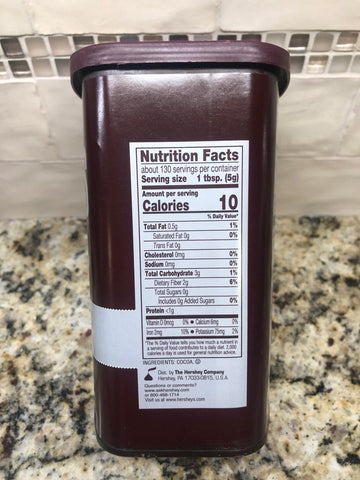 Nutrition Facts
about 130 servings per container
Serving size 1 tbsp. (5g)
Amount per serving
Calories 10
% Daily Value*
Total Fat 0.5g 1%
Saturated Fat 0g 0%
Trans Fat 0g
Cholesterol 0mg 0%
Sodium 0mg 0%
Total Carbohydrate 3g 1%
Dietary Fiber 2g 6%
Total Sugars 0g
Includes 0g Added Sugars 0%
Protein <1g
Vitamin D 0mcg 0% • Calcium 6mg 0%
Iron 2mg 10% • Potassium 75mg 2%
*The % Daily Value tells you how much a nutrient in
a serving of food contributes to a daily diet. 2,000
calories a day is used for general nutrition advice.
INGREDIENTS: COCOA.
Dist. by The Hershey Company
Hershey, PA 17033-0815, U.S.A.
Questions or comments?
www.askhershey.com
or 800-468-1714
Visit us at www.hersheys.com